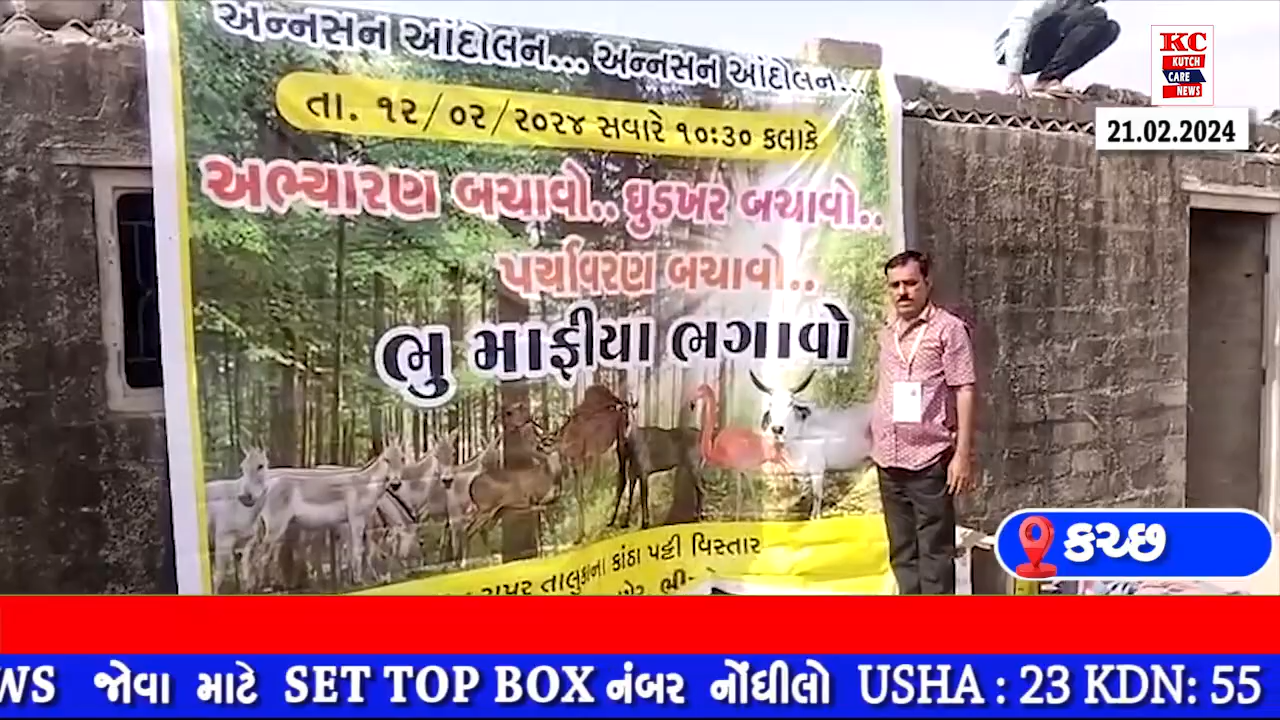 અન્નસન આંદોલન... અન્નસન આંદોલન...
તા. ૧૨/૦૨/૨૦૨૪ સવારે ૧૦:૩૦ કલાકે
અભ્યારણ બચાવો.. ઘુડખર બચાવો..
પર્યાવરણ બચાવો..
ભુ માફીયા ભગાવો
તાલુકાના કાંઠા પટ્ટી વિસ્તાર
KC
KUTCH
CARE
NEWS
21.02.2024
કચ્છ
WS જોવા માટે SET TOP BOX નંબર નોંધીલો USHA : 23 KDN: 55